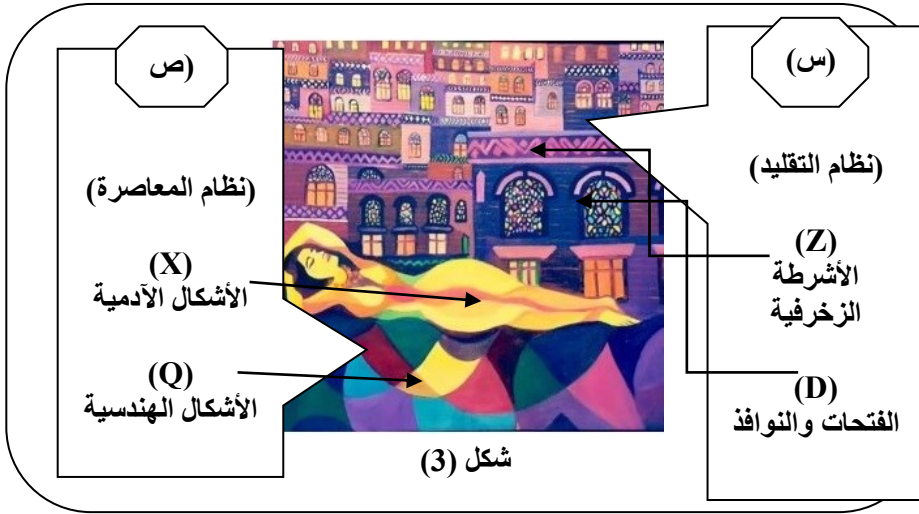 (س)
(نظام التقليد)
(Z)
الأشرطة
الزخرفية
(D)
الفتحات والنوافذ
(ص
(نظام المعاصرة)
(X)
الأشكال الآدمية
(Q)
الأشكال الهندسية
شكل (3)